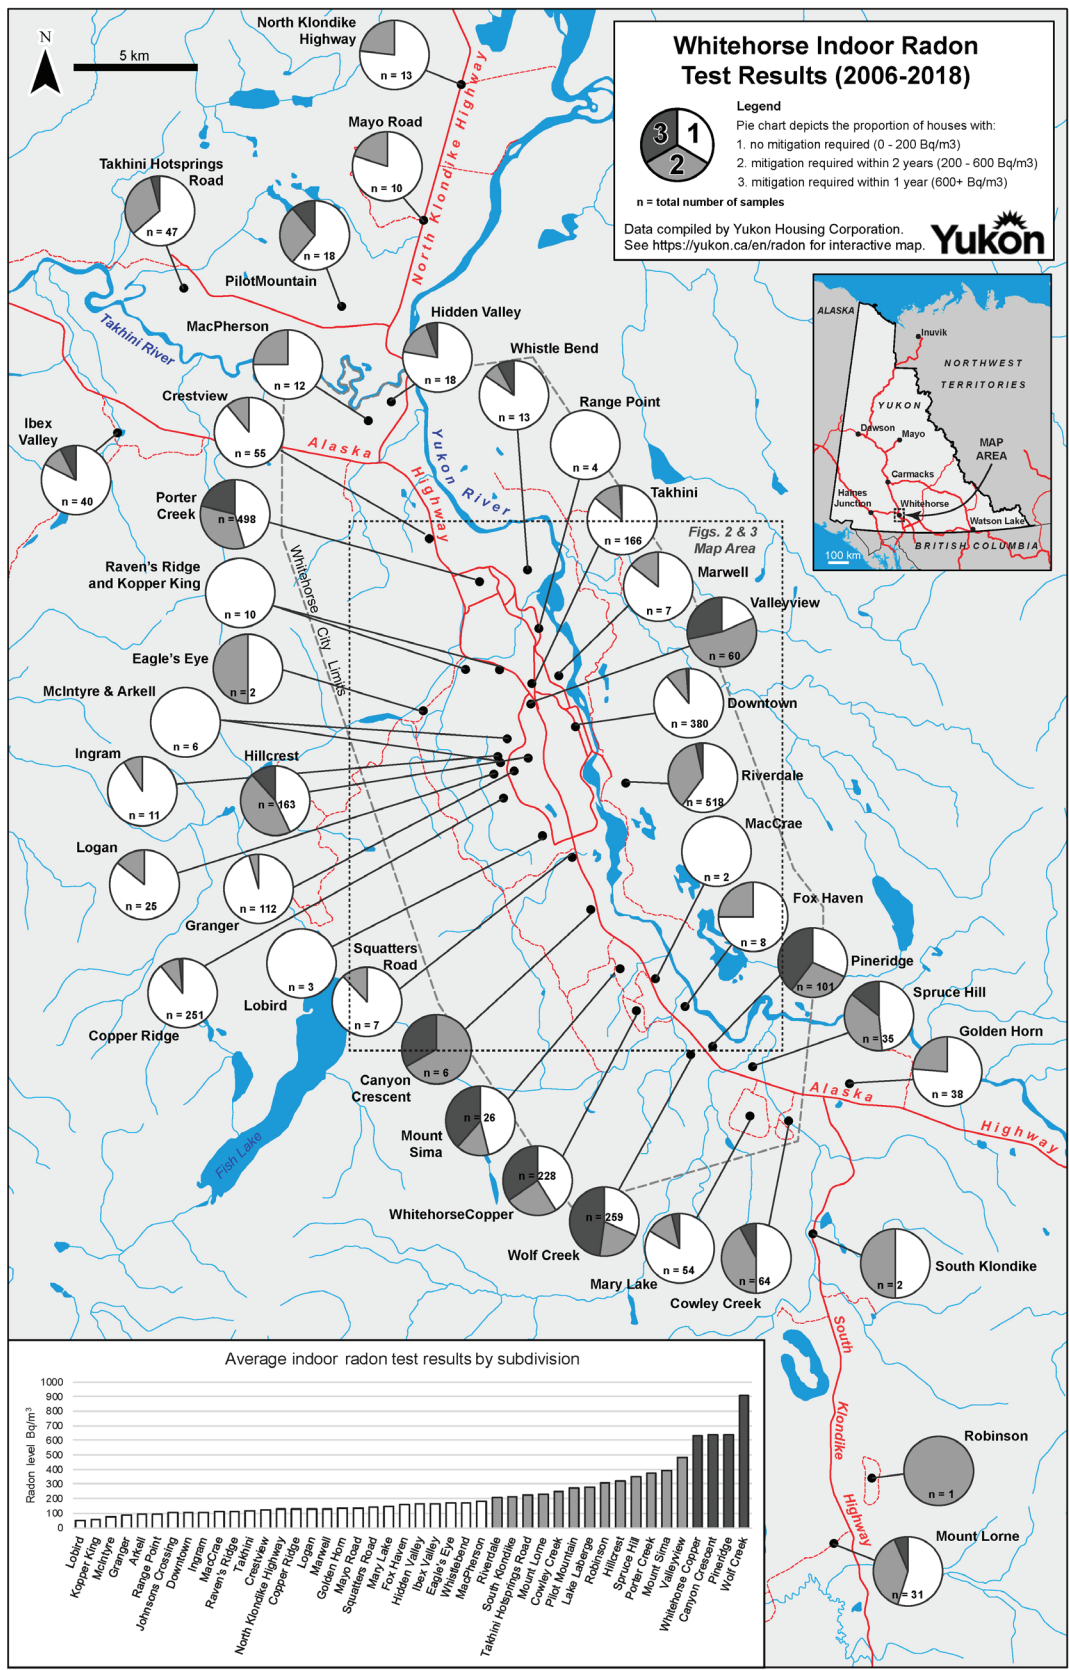 Whitehorse Indoor Radon
Test Results (2006-2018)
Legend
Pie chart depicts the proportion of houses with:
1. no mitigation required (0 - 200 Bq/m3)
2. mitigation required within 2 years (200 - 600 Bq/m3)
3. mitigation required within 1 year (600+ Bq/m3)
3
1
2
n = total number of samples
Data compiled by Yukon Housing Corporation.
See https://yukon.ca/en/radon for interactive map.
Yukon
N
5 km
North Klondike
Highway
n = 13
Mayo Road
n = 10
Takhini Hotsprings
Road
n = 47
PilotMountain
n = 18
North Klondike Highway
Takhini River
MacPherson
n = 12
Hidden Valley
n = 18
Whistle Bend
n = 13
Crestview
n = 55
Range Point
n = 4
Ibex
Valley
n = 40
Alaska
Highway
Yukon River
Takhini
n = 166
Porter
Creek
n = 498
Figs. 2 & 3
Map Area
Marwell
n = 7
Raven's Ridge
and Kopper King
n = 10
Whitehorse City Limits
Valleyview
n = 60
Eagle's Eye
n = 2
McIntyre & Arkell
n = 6
Downtown
n = 380
Ingram
n = 11
Hillcrest
n = 163
Riverdale
n = 518
MacCrae
n = 2
Logan
n = 25
Granger
n = 112
Fox Haven
n = 8
Squatters
Road
n = 7
Lobird
n = 3
Copper Ridge
n = 251
Pineridge
n = 101
Spruce Hill
n = 35
Golden Horn
n = 38
Canyon
Crescent
n = 6
Mount
Sima
n = 26
Alaska
Highway
Fish Lake
WhitehorseCopper
n = 228
Wolf Creek
n = 259
Mary Lake
n = 54
Cowley Creek
n = 64
South Klondike
n = 2
South
Klondike
Highway
Robinson
n = 1
Mount Lorne
n = 31
ALASKA
Inuvik
NORTHWEST
TERRITORIES
YUKON
Dawson
Mayo
MAP
AREA
Carmacks
Haines
Junction
Whitehorse
Watson Lake
BRITISH COLUMBIA
100 km
Average indoor radon test results by subdivision
Radon level Bq/m³
1000
900
800
700
600
500
400
300
200
100
0
Lobird
Kopper King
McIntyre
Granger
Arkell
Range Point
Johnsons Crossing
Downtown
Ingram
MacCrae
Raven's Ridge
Takhini
Crestview
North Klondike Highway
Copper Ridge
Logan
Marwell
Golden Horn
Mayo Road
Squatters Road
Mary Lake
Fox Haven
Hidden Valley
Ibex Valley
Eagle's Eye
Whistlebend
MacPherson
Riverdale
South Klondike
Takhini Hotsprings Road
Mount Lorne
Cowley Creek
Pilot Mountain
Lake Laberge
Robinson
Hillcrest
Spruce Hill
Porter Creek
Mount Sima
Valleyview
Whitehorse Copper
Canyon Crescent
Pineridge
Wolf Creek